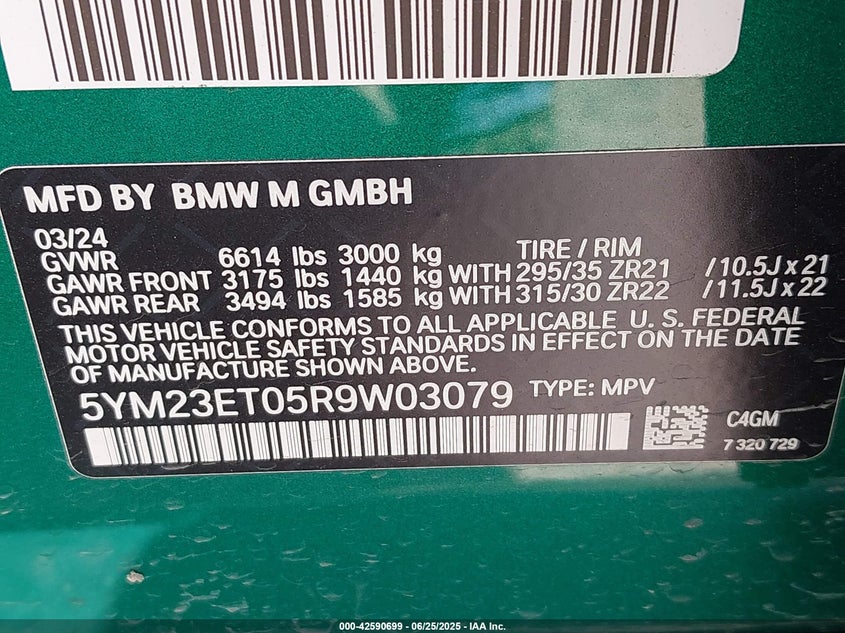 MFD BY BMW M GMBH
03/24
GVWR 6614 lbs 3000 kg TIRE / RIM
GAWR FRONT 3175 lbs 1440 kg WITH 295/35 ZR21 /10.5J x 21
GAWR REAR 3494 lbs 1585 kg WITH 315/30 ZR22 /11.5J x 22
THIS VEHICLE CONFORMS TO ALL APPLICABLE U. S. FEDERAL
MOTOR VEHICLE SAFETY STANDARDS IN EFFECT ON THE DATE
OF MANUFACTURE SHOWN ABOVE.
5YM23ET05R9W03079 TYPE: MPV
C4GM
7 320 729
000-42590699 - 06/25/2025 - IAA Inc.